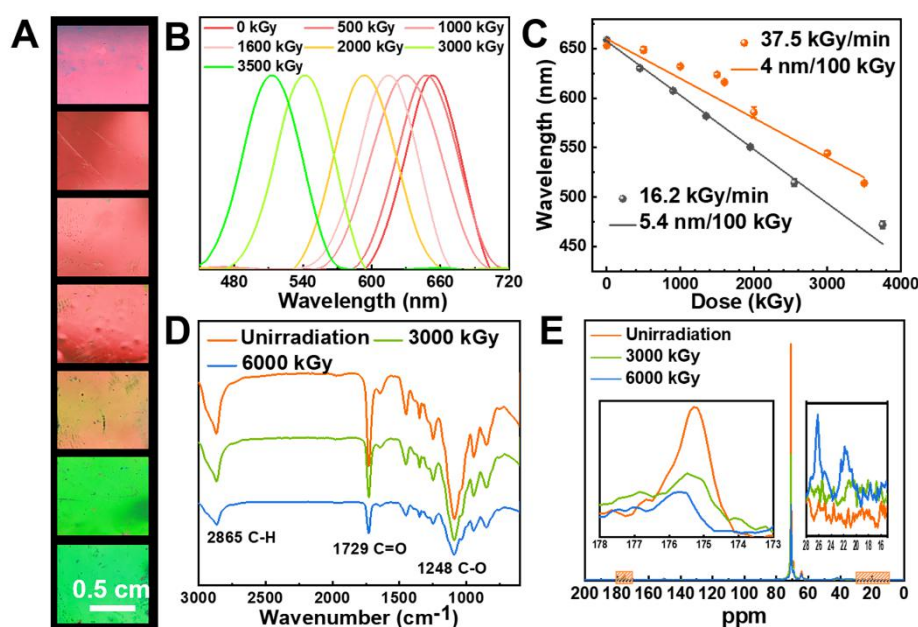 A
0.5 cm
B
0 kGy
500 kGy
1000 kGy
1600 kGy
2000 kGy
3000 kGy
3500 kGy
480
540
600
660
720
Wavelength (nm)
C
Wavelength (nm)
650
600
550
500
450
37.5 kGy/min
4 nm/100 kGy
16.2 kGy/min
5.4 nm/100 kGy
0
1000
2000
3000
4000
Dose (kGy)
D
Unirradiation
3000 kGy
6000 kGy
2865 C-H
1729 C=O
1248 C-O
3000
2500
2000
1500
1000
Wavenumber (cm-1)
E
Unirradiation
3000 kGy
6000 kGy
178
177
176
175
174
173
28
26
24
22
20
18
16
200
180
160
140
120
100
80
60
40
20
0
ppm